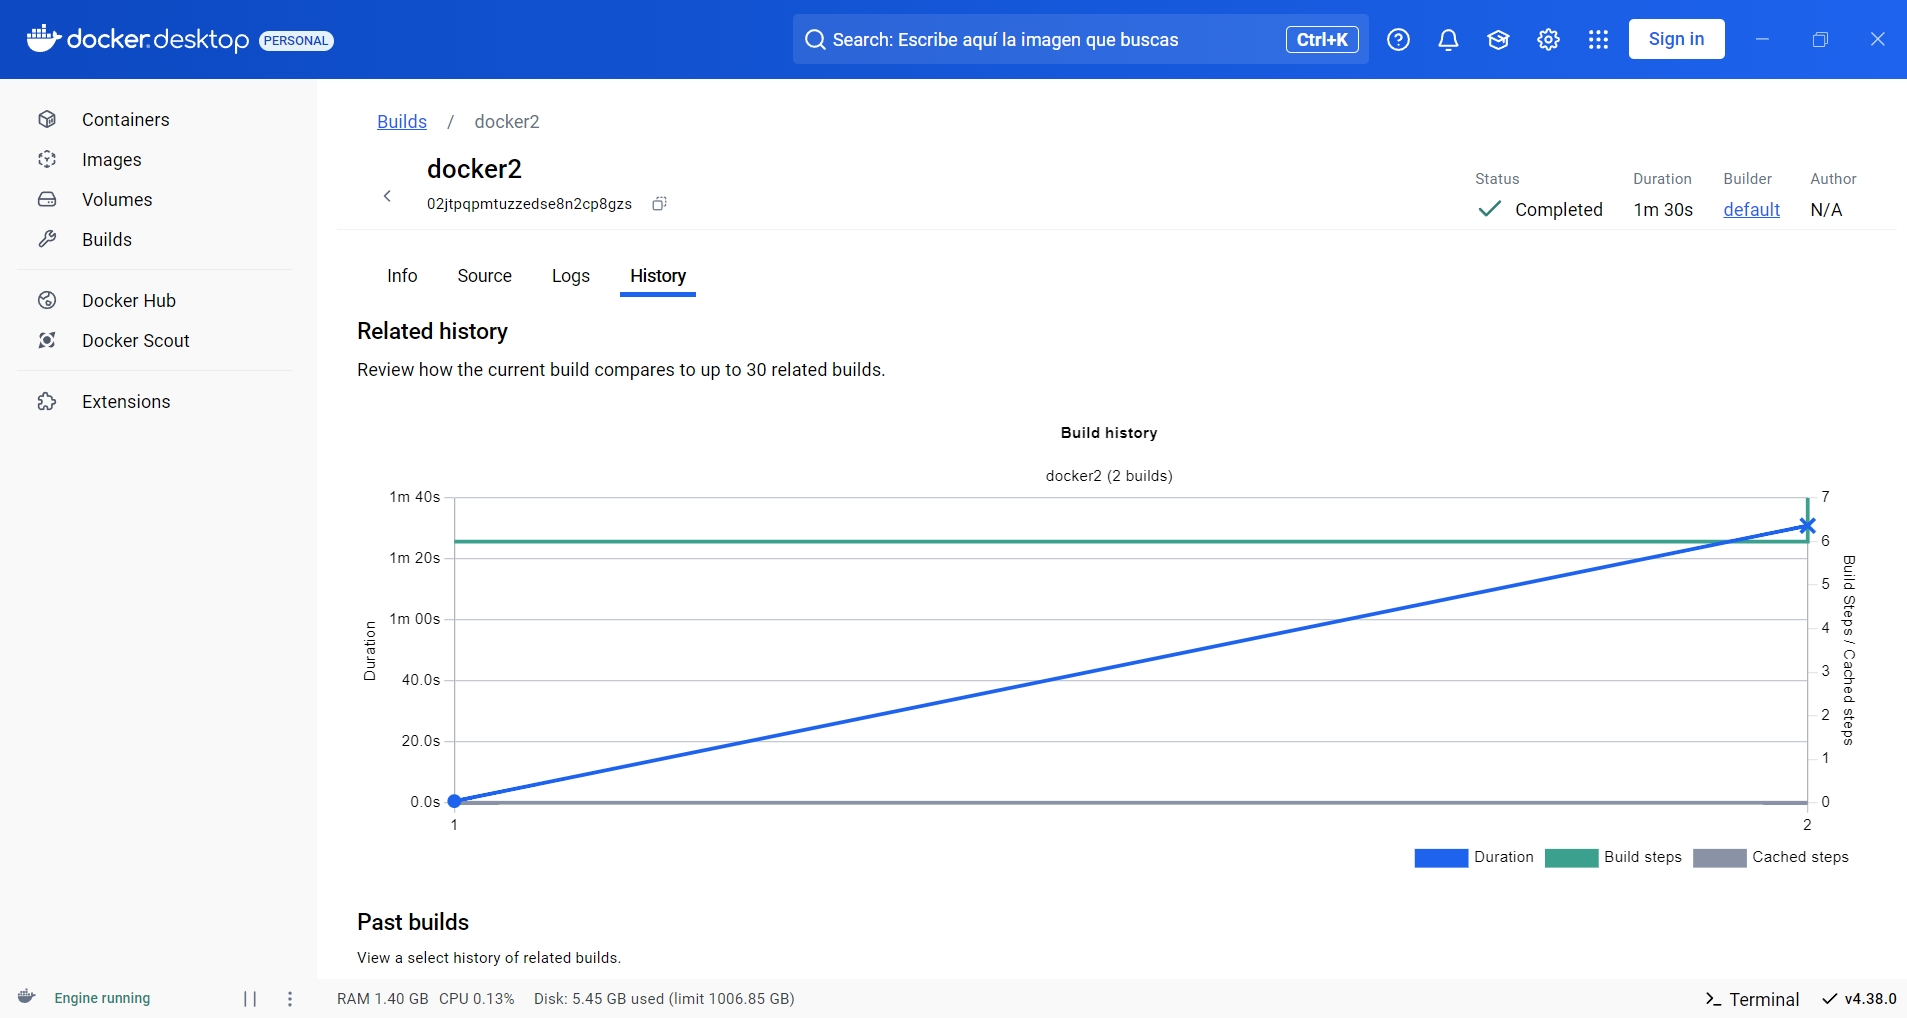 docker.desktop PERSONAL
Search: Escribe aquí la imagen que buscas
Ctrl+K
Sign in
Containers
Images
Volumes
Builds
Docker Hub
Docker Scout
Extensions
Builds / docker2
docker2
02jtpqpmtuzzedse8n2cp8gzs
Status
Completed
Duration
1m 30s
Builder
default
Author
N/A
Info
Source
Logs
History
Related history
Review how the current build compares to up to 30 related builds.
Build history
docker2 (2 builds)
Duration
1m 40s
1m 20s
1m 00s
40.0s
20.0s
0.0s
1
2
7
6
5
4
3
2
1
0
Build Steps / Cached steps
Duration
Build steps
Cached steps
Past builds
View a select history of related builds.
Engine running
RAM 1.40 GB CPU 0.13%
Disk: 5.45 GB used (limit 1006.85 GB)
Terminal
v4.38.0